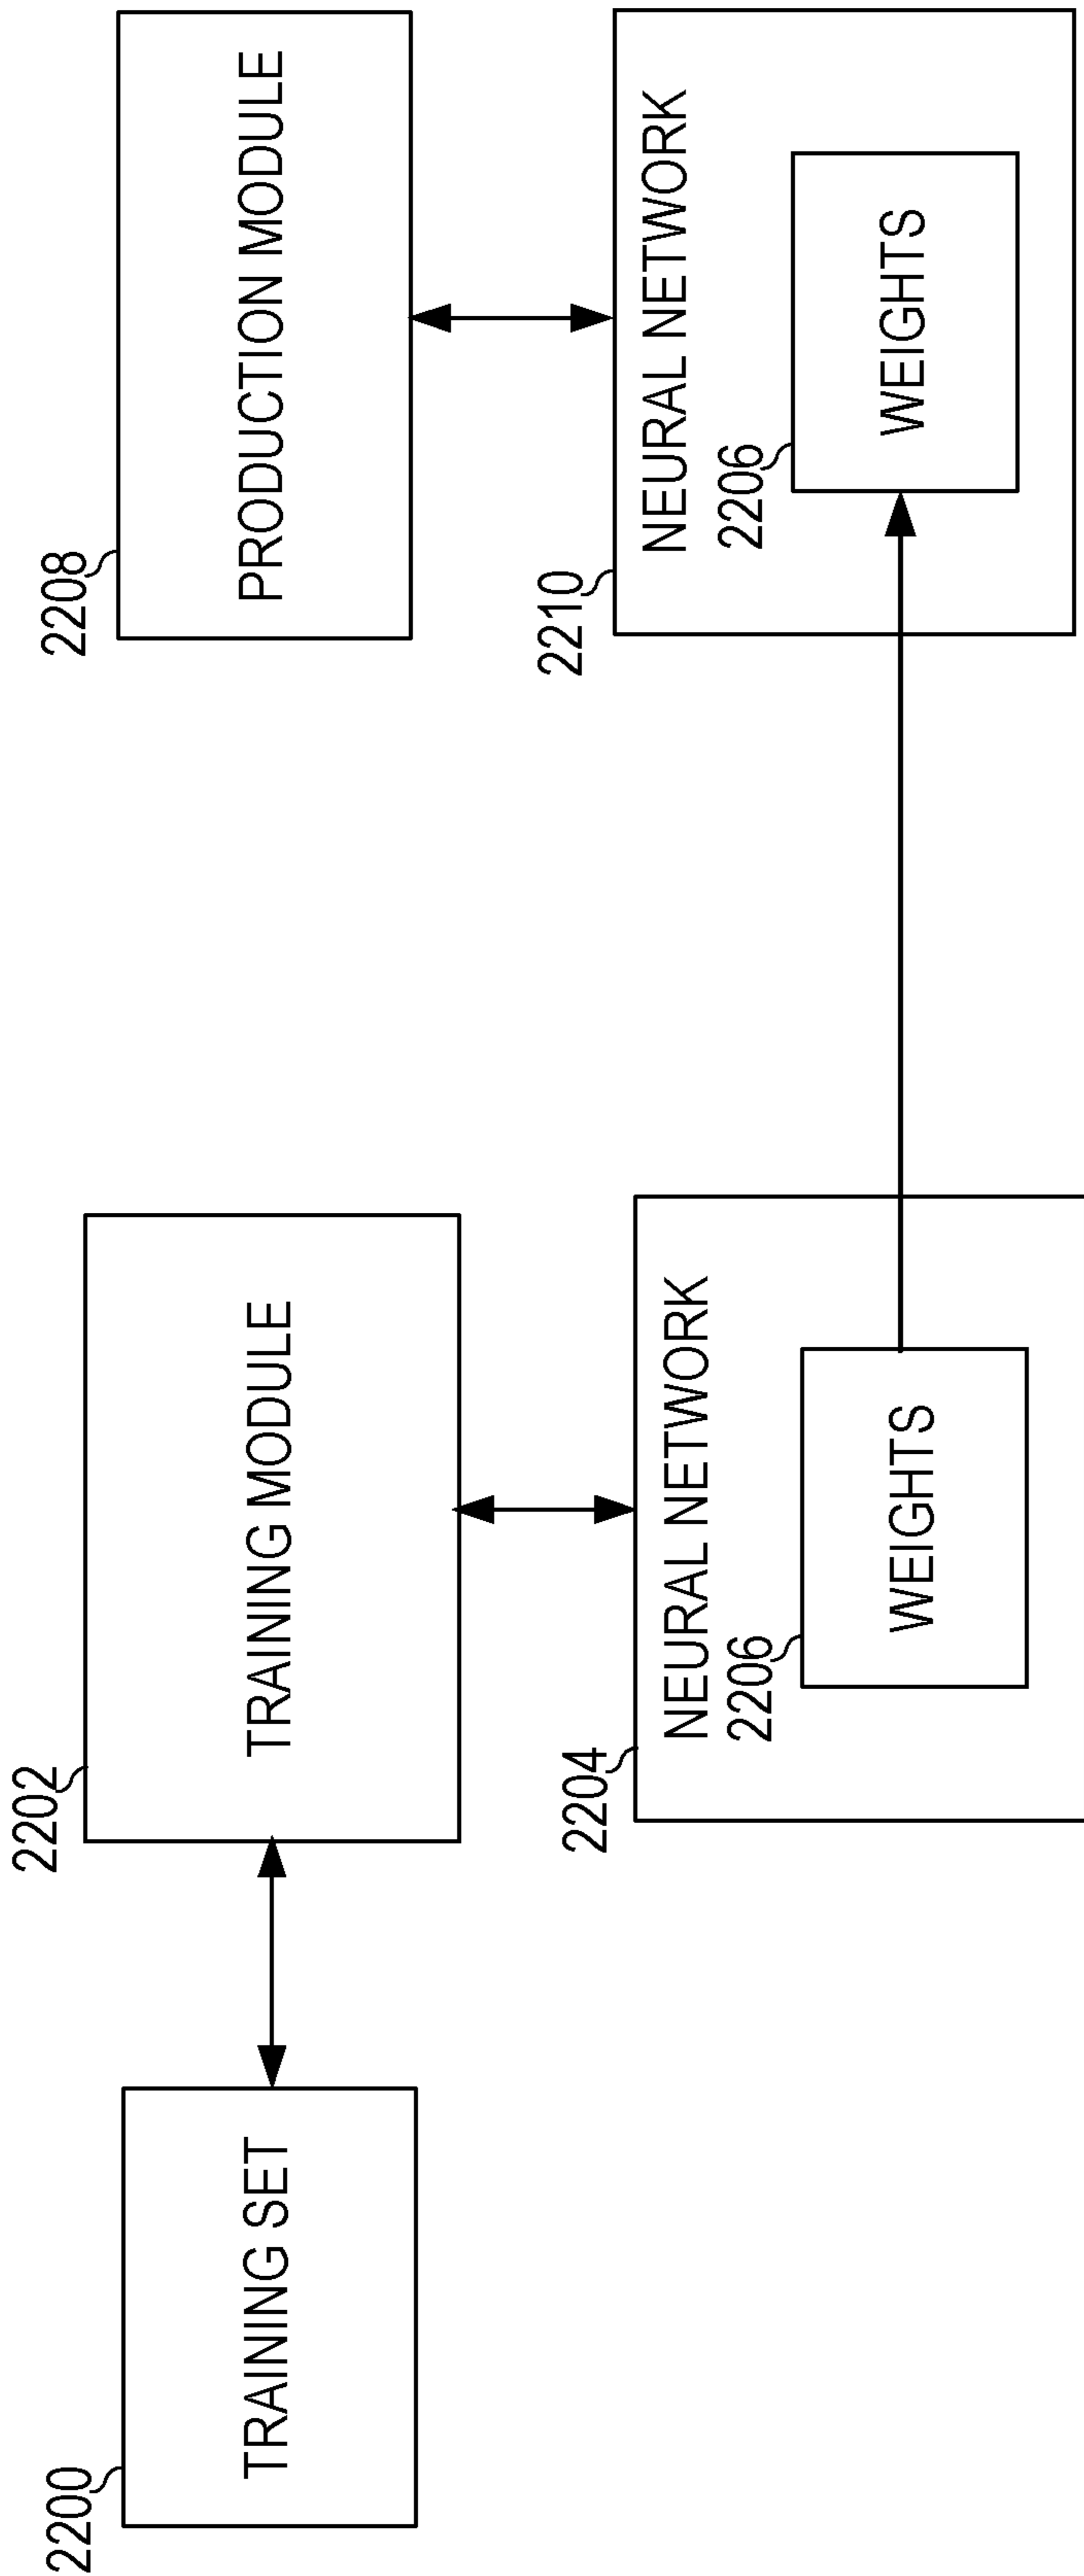 2200
TRAINING SET
2202
TRAINING MODULE
2204
NEURAL NETWORK
2206
WEIGHTS
2208
PRODUCTION MODULE
2210
NEURAL NETWORK
2206
WEIGHTS